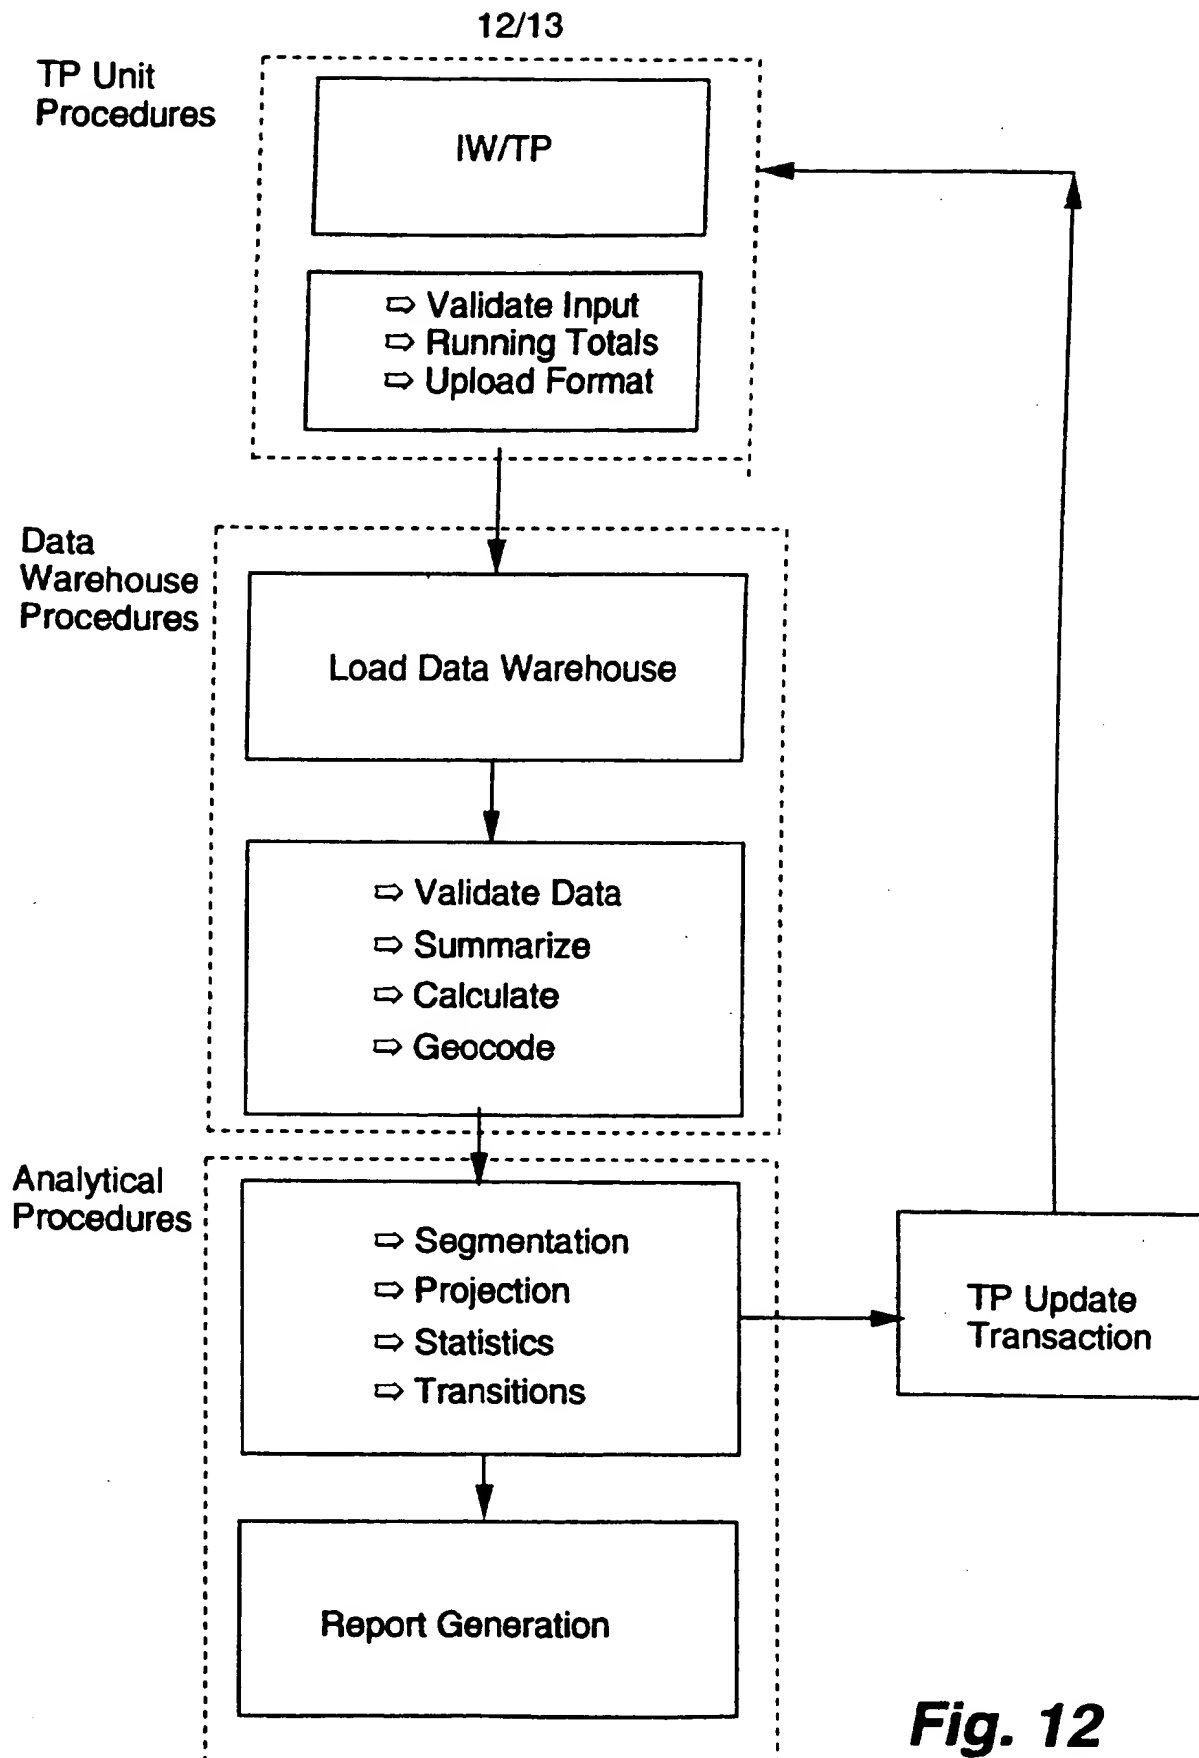 12/13
TP Unit
Procedures
IW/TP
⇨ Validate Input
⇨ Running Totals
⇨ Upload Format
Data
Warehouse
Procedures
Load Data Warehouse
⇨ Validate Data
⇨ Summarize
⇨ Calculate
⇨ Geocode
Analytical
Procedures
⇨ Segmentation
⇨ Projection
⇨ Statistics
⇨ Transitions
TP Update
Transaction
Report Generation
Fig. 12